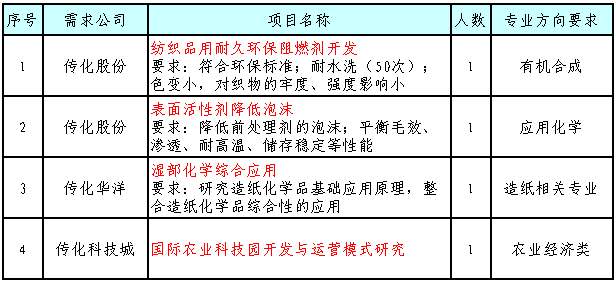 序号 需求公司 项目名称 人数 专业方向要求
1 传化股份 纺织品用耐久环保阻燃剂开发 1 有机合成
要求：符合环保标准；耐水洗（50次）；
色变小，对织物的牢度、强度影响小
2 传化股份 表面活性剂降低泡沫 1 应用化学
要求：降低前处理剂的泡沫；平衡毛效、
渗透、耐高温、储存稳定等性能
3 传化华洋 湿部化学综合应用 1 造纸相关专业
要求：研究造纸化学品基础应用原理，整
合造纸化学品综合性的应用
4 传化科技城 国际农业科技园开发与运营模式研究 1 农业经济类